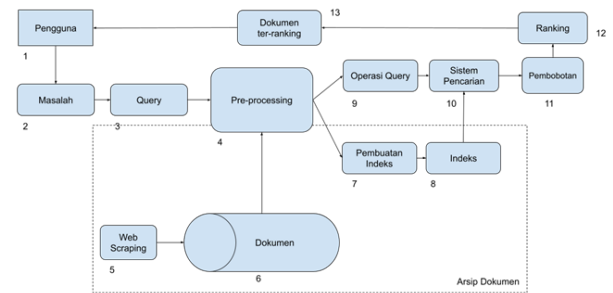 Pengguna
1
Masalah
2
Query
3
Pre-processing
4
Web
Scraping
5
Dokumen
6
Pembuatan
Indeks
7
Indeks
8
Operasi Query
9
Sistem
Pencarian
10
Pembobotan
11
Ranking
12
Dokumen
ter-ranking
13
Arsip Dokumen